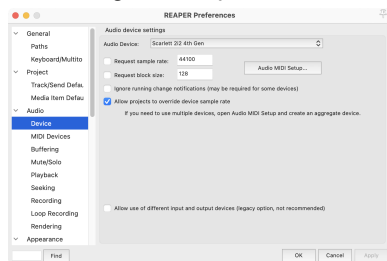 REAPER Preferences
General
Paths
Keyboard/Multito
Project
Track/Send Defau
Media Item Defau
Audio
Device
MIDI Devices
Buffering
Mute/Solo
Playback
Seeking
Recording
Loop Recording
Rendering
Appearance
Find
Audio device settings
Audio Device: Scarlett 2i2 4th Gen
Request sample rate: 44100
Request block size: 128
Audio MIDI Setup...
Ignore running change notifications (may be required for some devices)
Allow projects to override device sample rate
If you need to use multiple devices, open Audio MIDI Setup and create an aggregate device.
Allow use of different input and output devices (legacy option, not recommended)
OK Cancel Apply